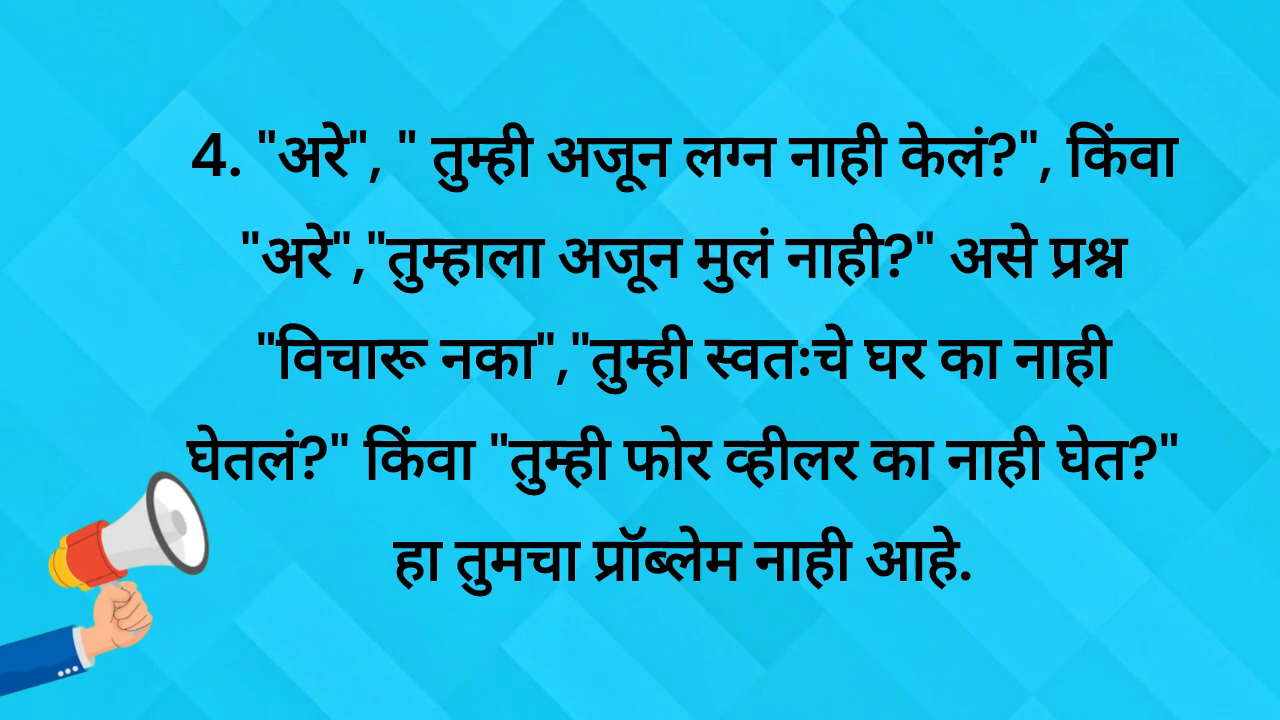 4. "अरे", " तुम्ही अजून लग्न नाही केलं?", किंवा
"अरे","तुम्हाला अजून मुलं नाही?" असे प्रश्न
"विचारू नका","तुम्ही स्वतःचे घर का नाही
घेतलं?" किंवा "तुम्ही फोर व्हीलर का नाही घेत?"
हा तुमचा प्रॉब्लेम नाही आहे.